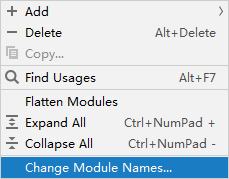 Add
Delete Alt+Delete
Copy...
Find Usages Alt+F7
Flatten Modules
Expand All Ctrl+NumPad +
Collapse All Ctrl+NumPad -
Change Module Names...